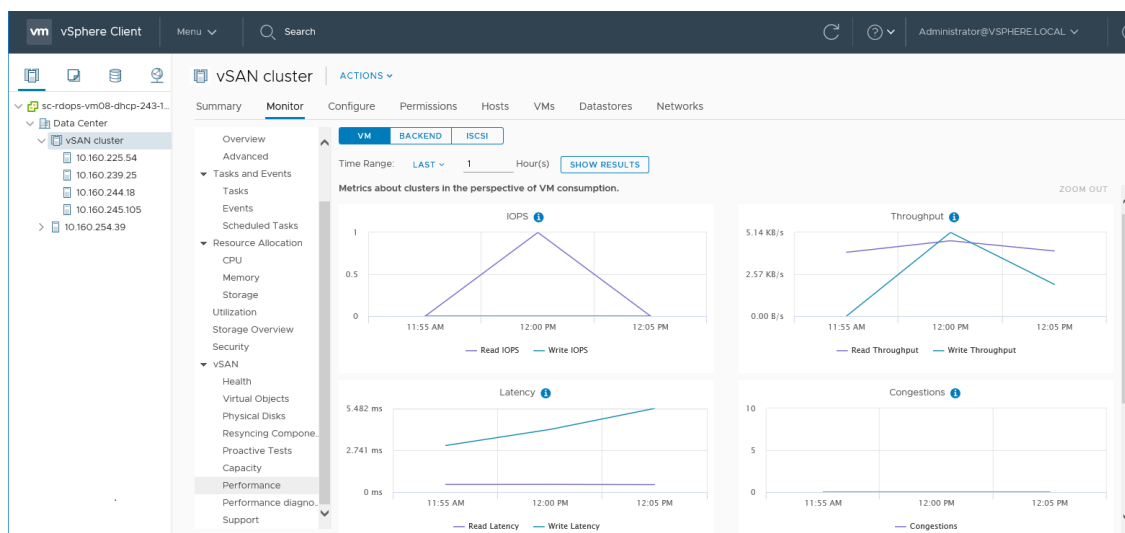 vm vSphere Client Menu Search Administrator@VSPHERE.LOCAL
sc-rdops-vm08-dhcp-243-1...
Data Center
vSAN cluster
10.160.225.54
10.160.239.25
10.160.244.18
10.160.245.105
10.160.254.39
vSAN cluster ACTIONS
Summary Monitor Configure Permissions Hosts VMs Datastores Networks
Overview
Advanced
Tasks and Events
Tasks
Events
Scheduled Tasks
Resource Allocation
CPU
Memory
Storage
Utilization
Storage Overview
Security
vSAN
Health
Virtual Objects
Physical Disks
Resyncing Compone...
Proactive Tests
Capacity
Performance
Performance diagno...
Support
VM BACKEND ISCSI
Time Range: LAST 1 Hour(s) SHOW RESULTS
Metrics about clusters in the perspective of VM consumption. ZOOM OUT
IOPS
1
0.5
0
11:55 AM 12:00 PM 12:05 PM
Read IOPS Write IOPS
Throughput
5.14 KB/s
2.57 KB/s
0.00 B/s
11:55 AM 12:00 PM 12:05 PM
Read Throughput Write Throughput
Latency
5.482 ms
2.741 ms
0 ms
11:55 AM 12:00 PM 12:05 PM
Read Latency Write Latency
Congestions
10
5
0
11:55 AM 12:00 PM 12:05 PM
Congestions